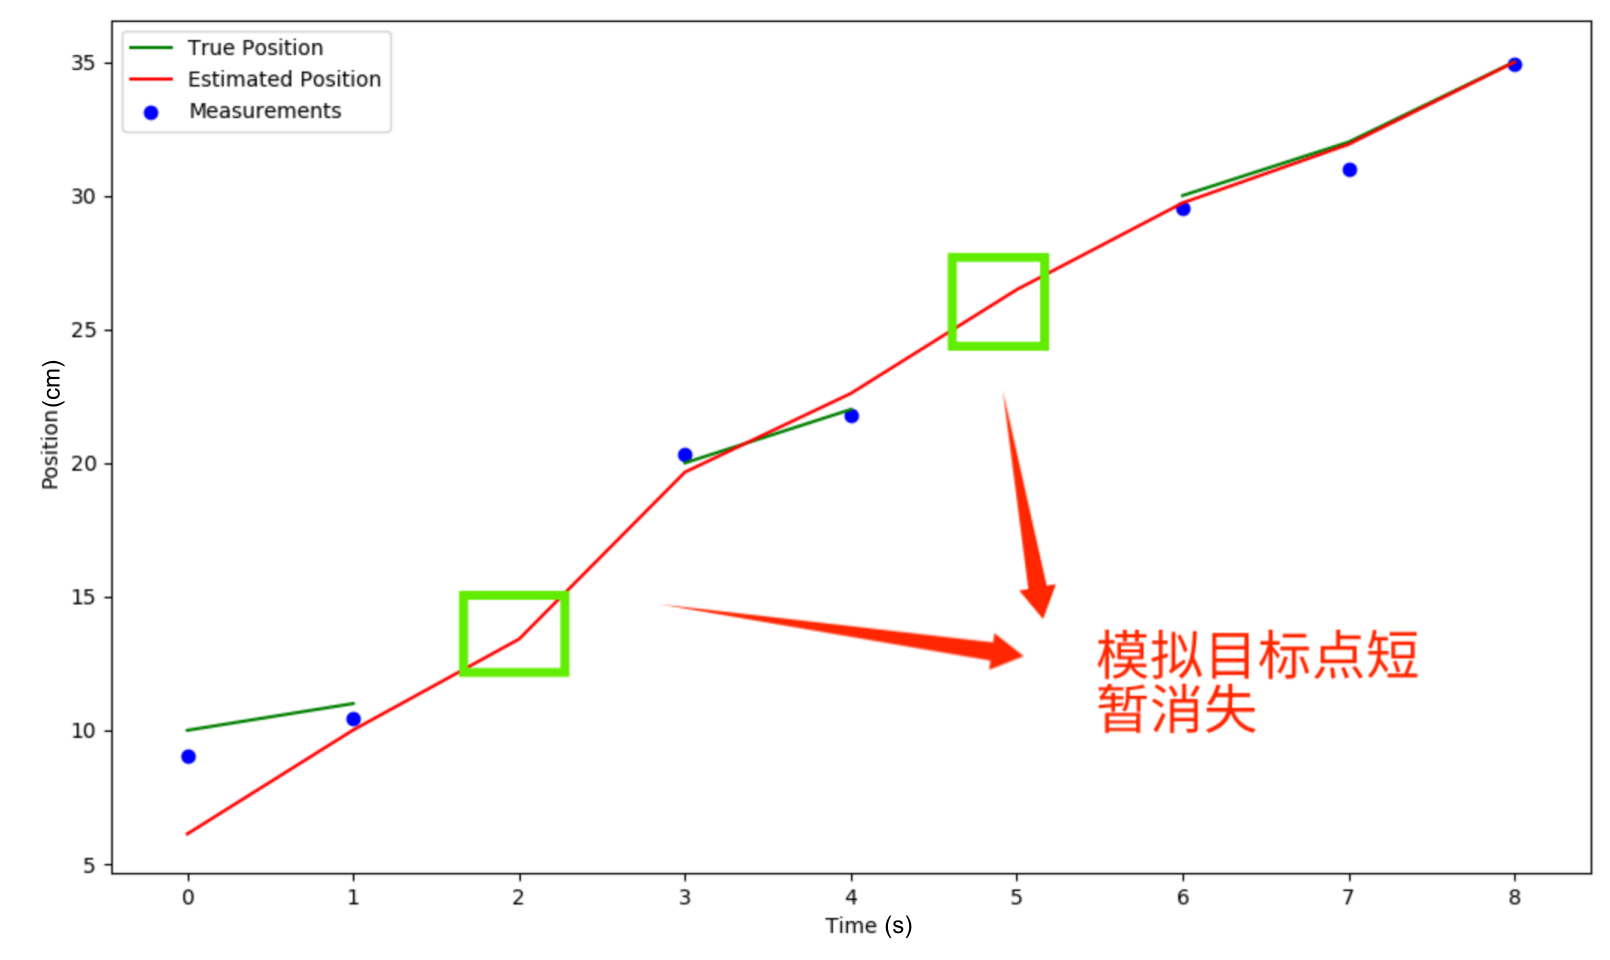 True Position
Estimated Position
Measurements
35
30
25
20
15
10
5
Position(cm)
模拟目标点短
暂消失
0 1 2 3 4 5 6 7 8
Time (s)